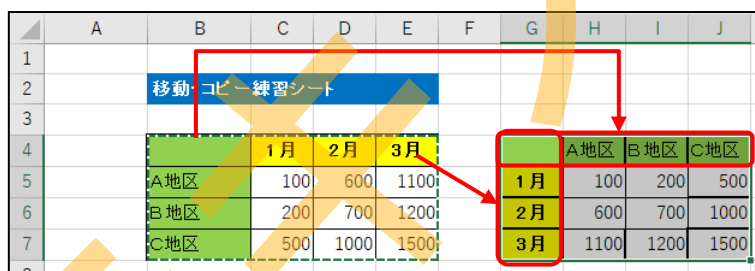 A B C D E F G H I J
1
2 移動・コピー練習シート
3
4 1月 2月 3月 A地区 B地区 C地区
5 A地区 100 600 1100 1月 100 200 500
6 B地区 200 700 1200 2月 600 700 1000
7 C地区 500 1000 1500 3月 1100 1200 1500